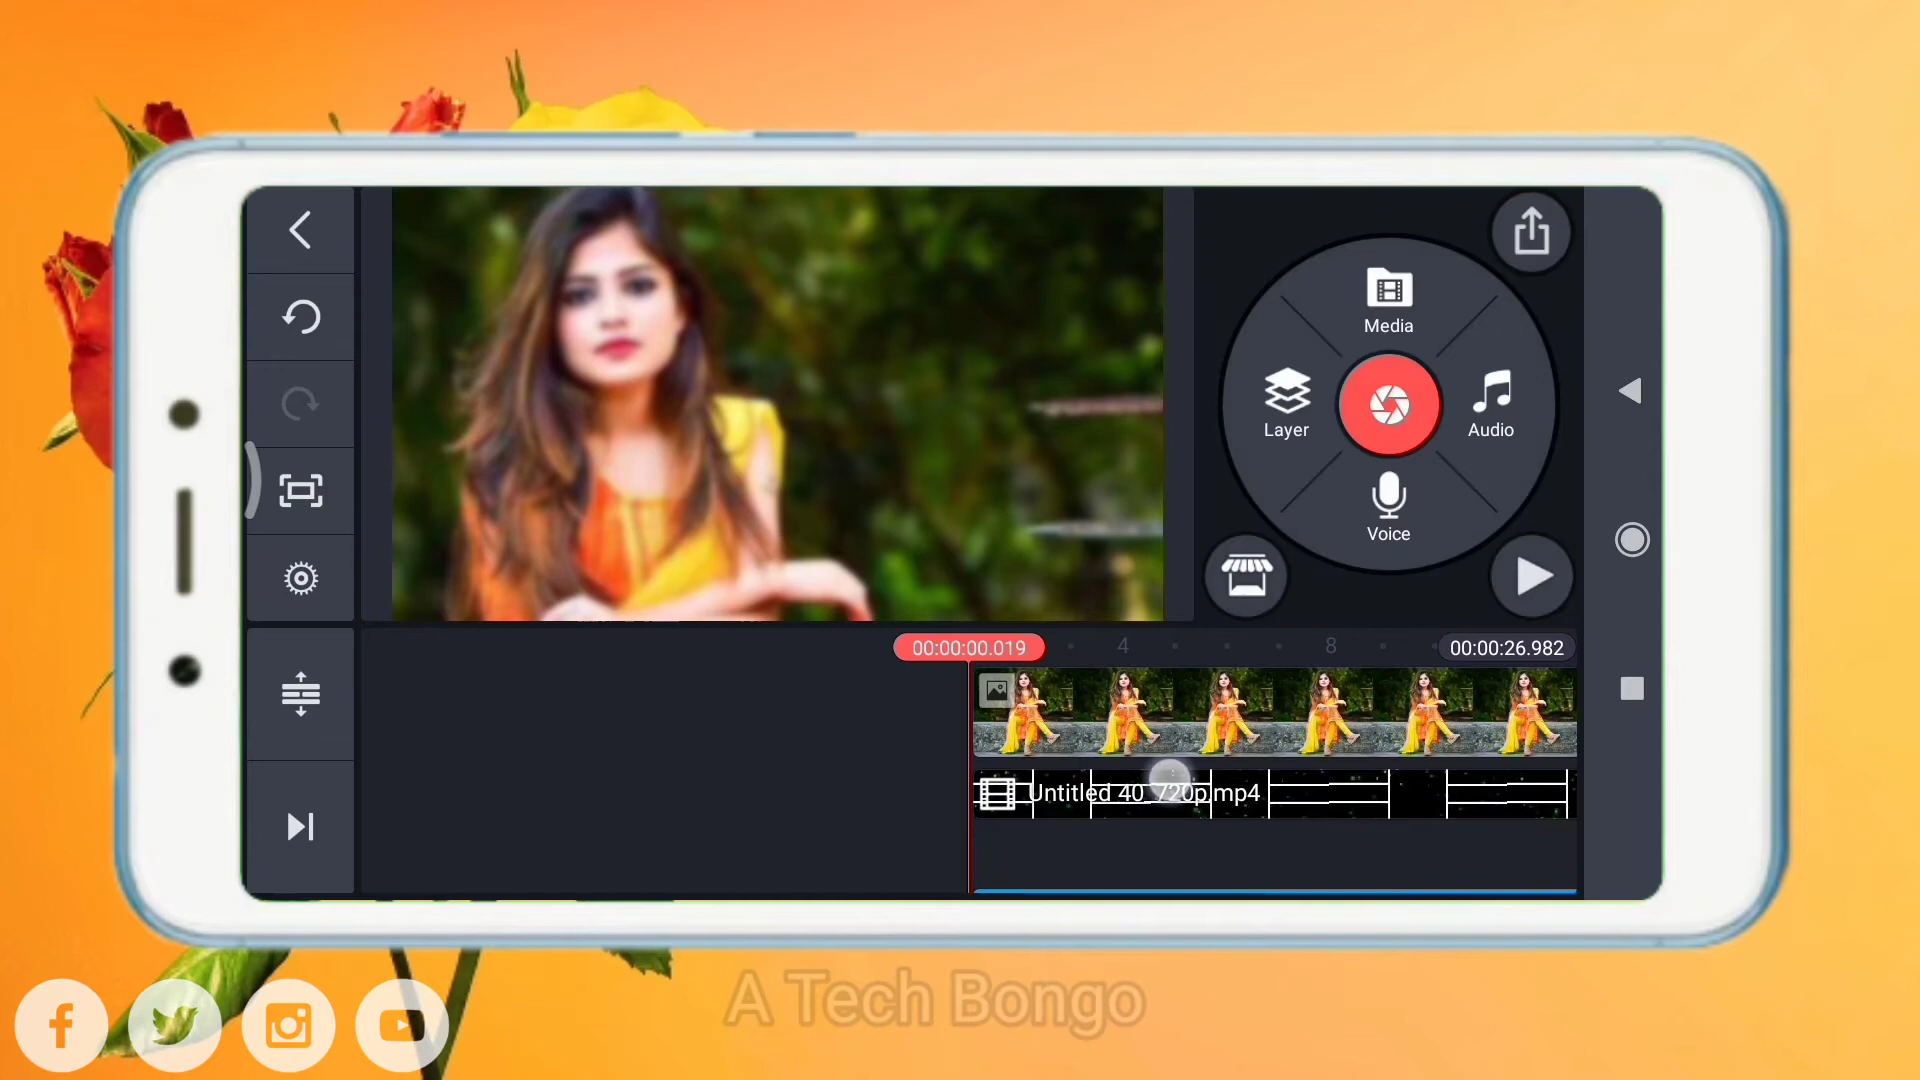 Media
Layer
Audio
Voice
00:00:00.019
4
8
00:00:26.982
Untitled 40_720p.mp4
A Tech Bongo